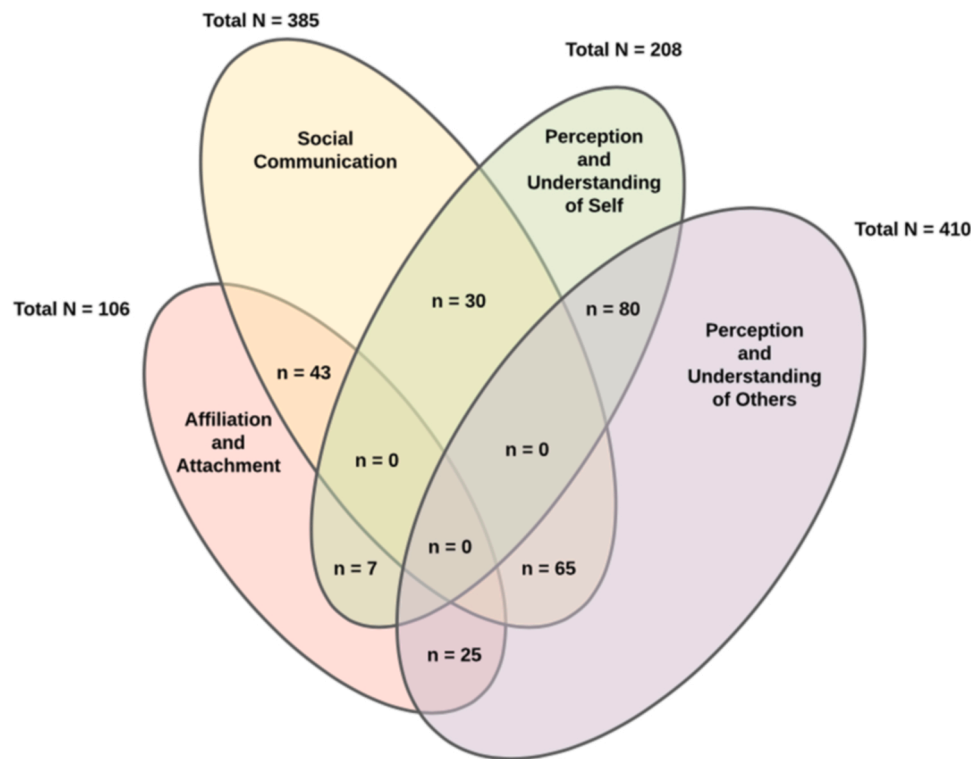 Total N = 385
Total N = 208
Social
Communication
Perception
and
Understanding
of Self
Total N = 410
Total N = 106
n = 30
n = 80
Perception
and
Understanding
of Others
n = 43
Affiliation
and
Attachment
n = 0
n = 0
n = 0
n = 7
n = 65
n = 25